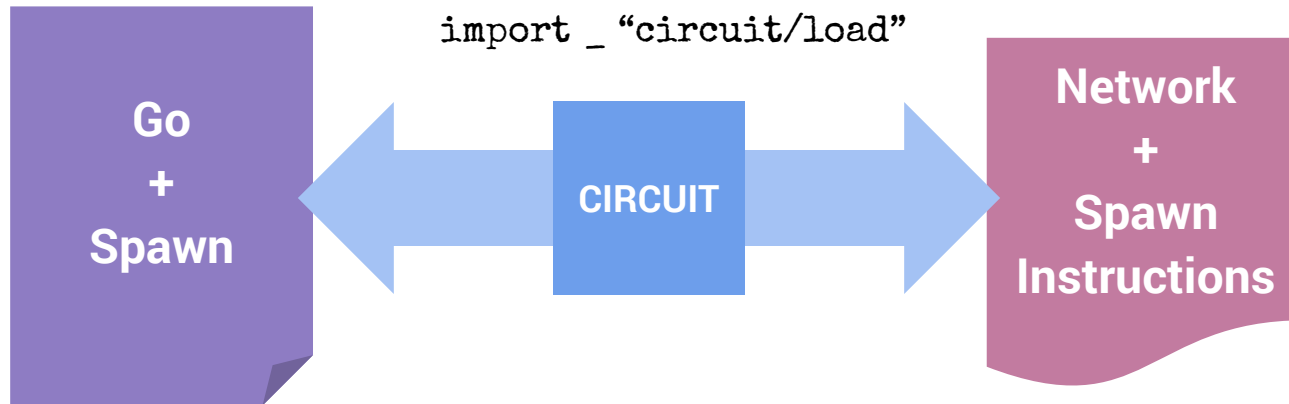 import _ “circuit/load”
Go
+
Spawn
CIRCUIT
Network
+
Spawn
Instructions